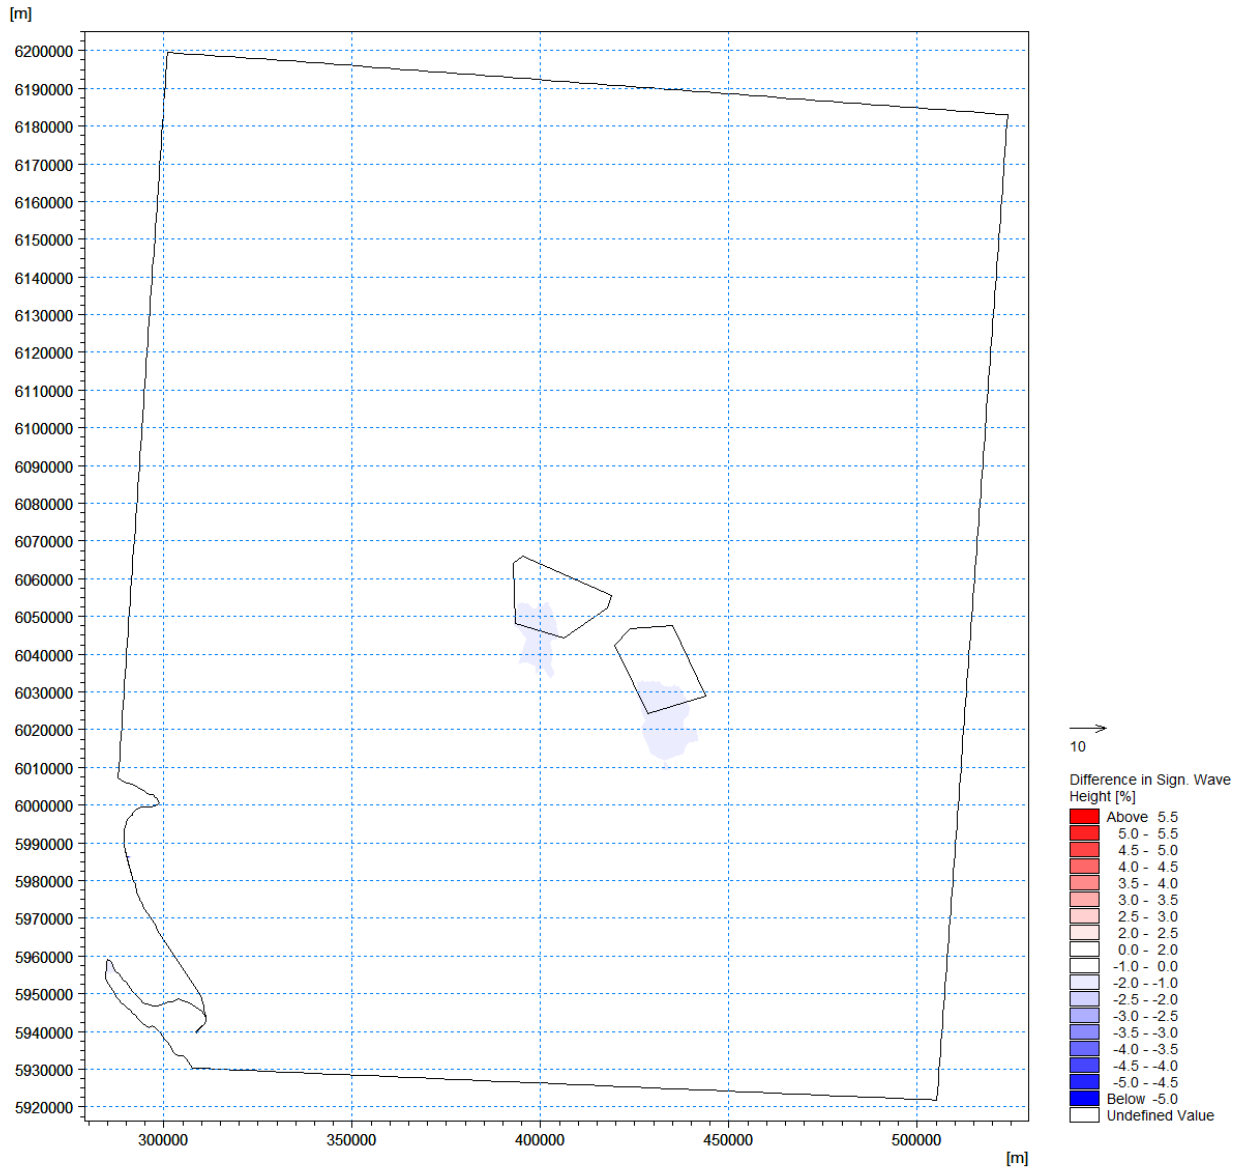 [m]
6200000
6190000
6180000
6170000
6160000
6150000
6140000
6130000
6120000
6110000
6100000
6090000
6080000
6070000
6060000
6050000
6040000
6030000
6020000
6010000
6000000
5990000
5980000
5970000
5960000
5950000
5940000
5930000
5920000
300000 350000 400000 450000 500000
[m]
10
Difference in Sign. Wave
Height [%]
Above 5.5
5.0 - 5.5
4.5 - 5.0
4.0 - 4.5
3.5 - 4.0
3.0 - 3.5
2.5 - 3.0
2.0 - 2.5
0.0 - 2.0
-1.0 - 0.0
-2.0 - -1.0
-2.5 - -2.0
-3.0 - -2.5
-3.5 - -3.0
-4.0 - -3.5
-4.5 - -4.0
-5.0 - -4.5
Below -5.0
Undefined Value